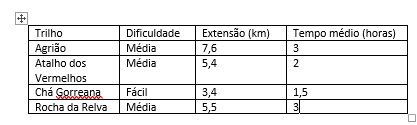 Trilho Dificuldade Extensão (km) Tempo médio (horas)
Agrião Média 7,6 3
Atalho dos Média 5,4 2
Vermelhos
Chá Gorreana Fácil 3,4 1,5
Rocha da Relva Média 5,5 3